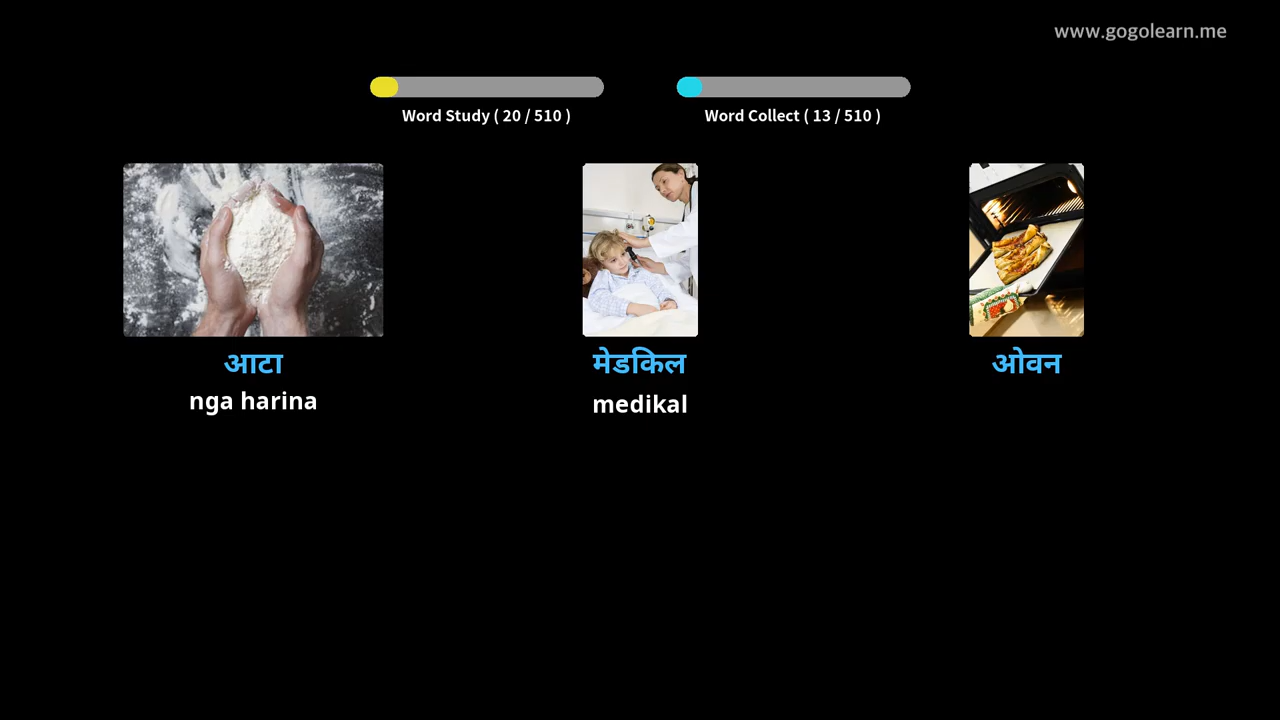 www.gogolearn.me
Word Study ( 20 / 510 )
Word Collect ( 13 / 510 )
आटा
nga harina
मेडकिल
medikal
ओवन